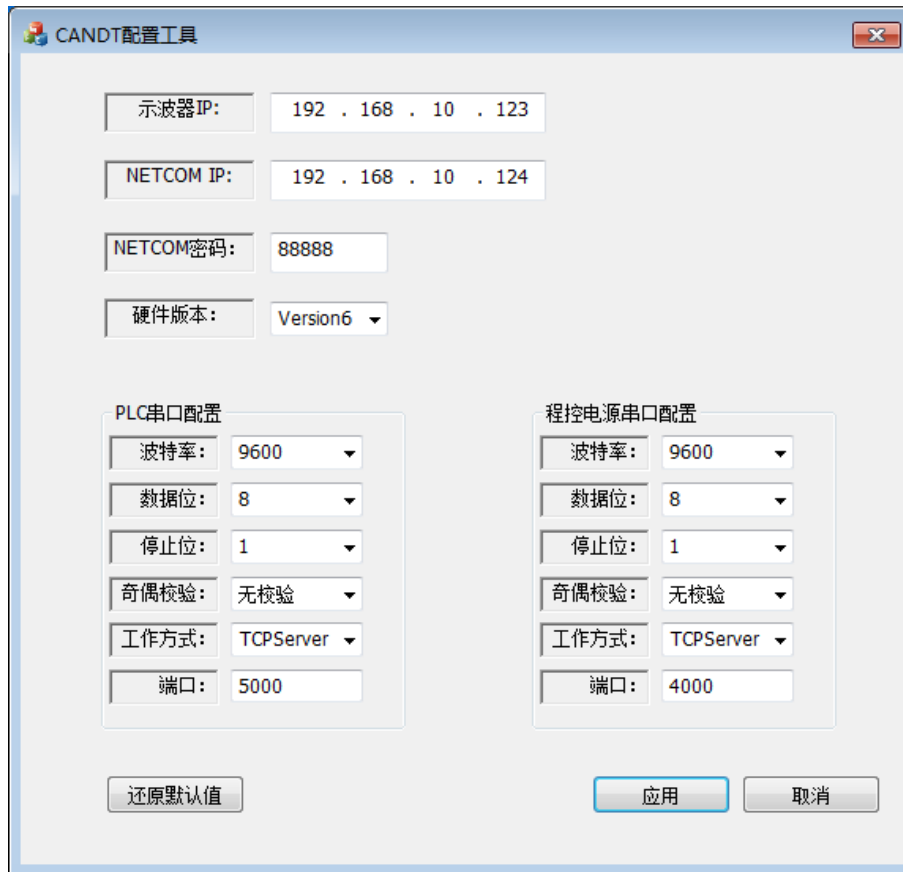 CANDT配置工具
示波器IP: 192 . 168 . 10 . 123
NETCOM IP: 192 . 168 . 10 . 124
NETCOM密码: 88888
硬件版本: Version6
PLC串口配置
波特率: 9600
数据位: 8
停止位: 1
奇偶校验: 无校验
工作方式: TCPServer
端口: 5000
程控电源串口配置
波特率: 9600
数据位: 8
停止位: 1
奇偶校验: 无校验
工作方式: TCPServer
端口: 4000
还原默认值 应用 取消